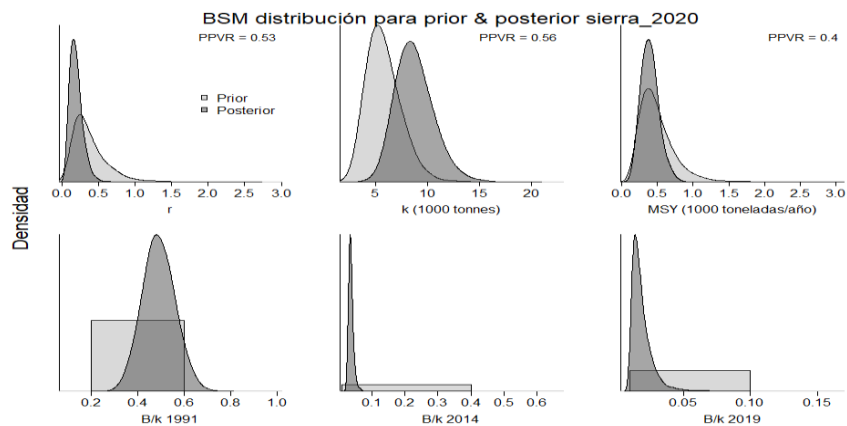 BSM distribución para prior & posterior sierra_2020
PPVR = 0.53
PPVR = 0.56
PPVR = 0.4
Prior
Posterior
Densidad
0.0 0.5 1.0 1.5 2.0 2.5 3.0
r
5 10 15 20
k (1000 tonnes)
0.0 0.5 1.0 1.5 2.0 2.5 3.0
MSY (1000 toneladas/año)
0.2 0.4 0.6 0.8 1.0
B/k 1991
0.1 0.2 0.3 0.4 0.5 0.6
B/k 2014
0.05 0.10 0.15
B/k 2019